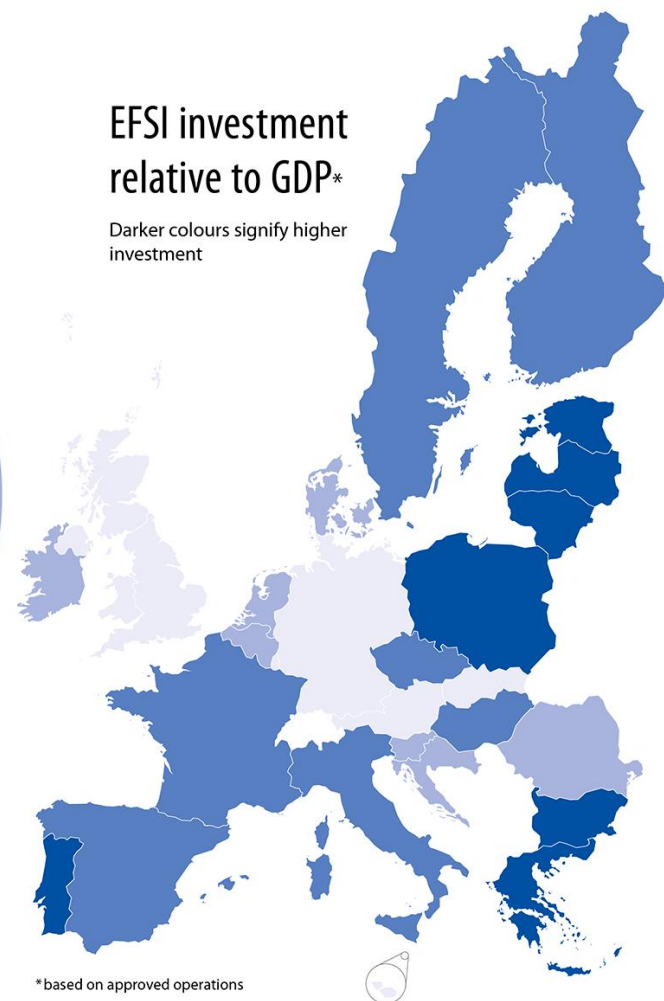 EFSI investment
relative to GDP*
Darker colours signify higher
investment
*based on approved operations